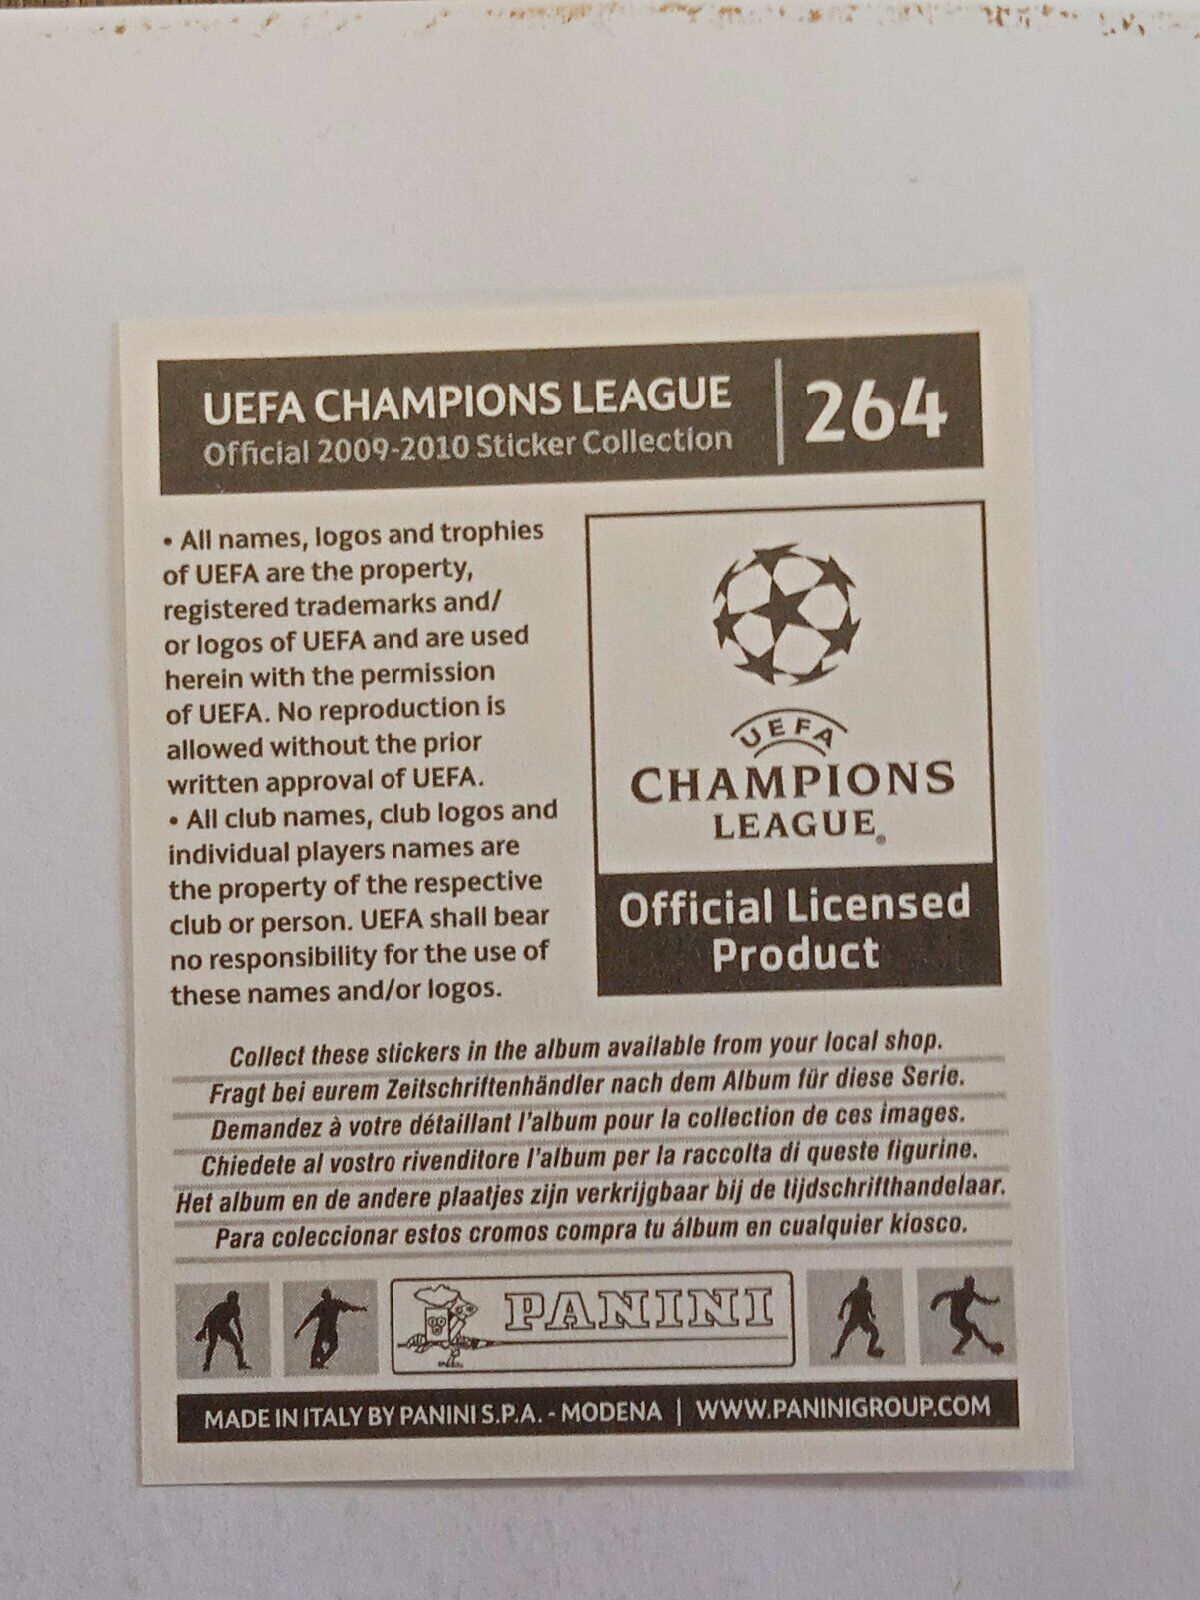 UEFA CHAMPIONS LEAGUE
Official 2009-2010 Sticker Collection
264
• All names, logos and trophies
of UEFA are the property,
registered trademarks and/
or logos of UEFA and are used
herein with the permission
of UEFA. No reproduction is
allowed without the prior
written approval of UEFA.
• All club names, club logos and
individual players names are
the property of the respective
club or person. UEFA shall bear
no responsibility for the use of
these names and/or logos.
UEFA
CHAMPIONS
LEAGUE®
Official Licensed
Product
Collect these stickers in the album available from your local shop.
Fragt bei eurem Zeitschriftenhändler nach dem Album für diese Serie.
Demandez à votre détaillant l'album pour la collection de ces images.
Chiedete al vostro rivenditore l'album per la raccolta di queste figurine.
Het album en de andere plaatjes zijn verkrijgbaar bij de tijdschrifthandelaar.
Para coleccionar estos cromos compra tu álbum en cualquier kiosco.
PANINI
MADE IN ITALY BY PANINI S.P.A. - MODENA | WWW.PANINIGROUP.COM